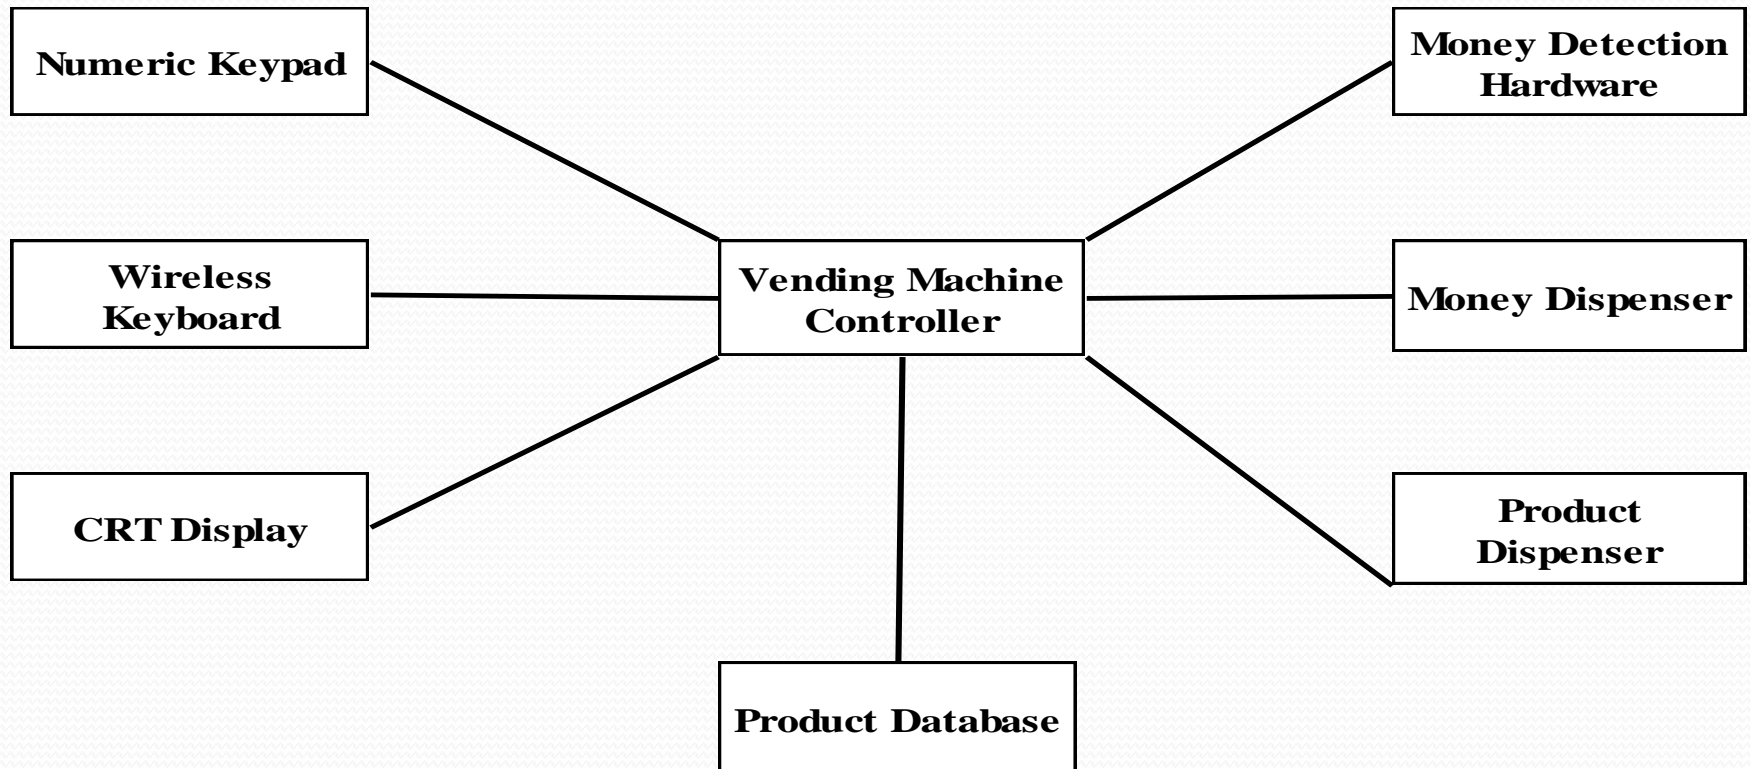 Numeric Keypad
Money Detection
Hardware
Wireless
Keyboard
Vending Machine
Controller
Money Dispenser
CRT Display
Product
Dispenser
Product Database